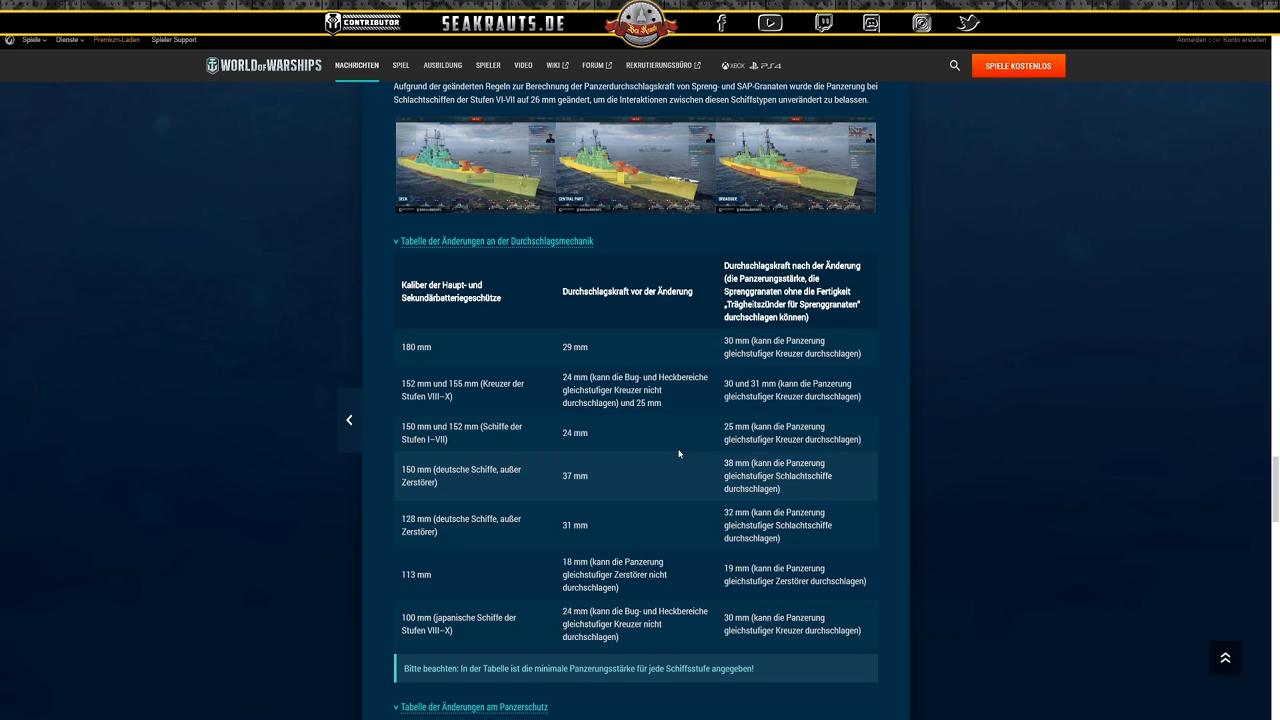 CONTRIBUTOR
SEAKRAUTS.DE
Spiele
Dienste
Premium-Laden
Spieler Support
Anmelden oder Konto erstellen
WORLD OF WARSHIPS
NACHRICHTEN
SPIEL
AUSBILDUNG
SPIELER
VIDEO
WIKI
FORUM
REKRUTIERUNGSBÜRO
XBOX
PS4
SPIELE KOSTENLOS
Aufgrund der geänderten Regeln zur Berechnung der Panzerdurchschlagskraft von Spreng- und SAP-Granaten wurde die Panzerung bei
Schlachtschiffen der Stufen VI-VII auf 26 mm geändert, um die Interaktionen zwischen diesen Schiffstypen unverändert zu belassen.
DECK
CENTRAL PART
BROADSIDE
Tabelle der Änderungen an der Durchschlagsmechanik
Kaliber der Haupt- und
Sekundärbatteriegeschütze
Durchschlagskraft vor der Änderung
Durchschlagskraft nach der Änderung
(die Panzerungsstärke, die
Sprenggranaten ohne die Fertigkeit
„Trägheitszünder für Sprenggranaten“
durchschlagen können)
180 mm
29 mm
30 mm (kann die Panzerung
gleichstufiger Kreuzer durchschlagen)
152 mm und 155 mm (Kreuzer der
Stufen VIII–X)
24 mm (kann die Bug- und Heckbereiche
gleichstufiger Kreuzer nicht
durchschlagen) und 25 mm
30 und 31 mm (kann die Panzerung
gleichstufiger Kreuzer durchschlagen)
150 mm und 152 mm (Schiffe der
Stufen I–VII)
24 mm
25 mm (kann die Panzerung
gleichstufiger Kreuzer durchschlagen)
150 mm (deutsche Schiffe, außer
Zerstörer)
37 mm
38 mm (kann die Panzerung
gleichstufiger Schlachtschiffe
durchschlagen)
128 mm (deutsche Schiffe, außer
Zerstörer)
31 mm
32 mm (kann die Panzerung
gleichstufiger Schlachtschiffe
durchschlagen)
113 mm
18 mm (kann die Panzerung
gleichstufiger Zerstörer nicht
durchschlagen)
19 mm (kann die Panzerung
gleichstufiger Zerstörer durchschlagen)
100 mm (japanische Schiffe der
Stufen VIII–X)
24 mm (kann die Bug- und Heckbereiche
gleichstufiger Kreuzer nicht
durchschlagen)
30 mm (kann die Panzerung
gleichstufiger Kreuzer durchschlagen)
Bitte beachten: In der Tabelle ist die minimale Panzerungsstärke für jede Schiffsstufe angegeben!
Tabelle der Änderungen am Panzerschutz